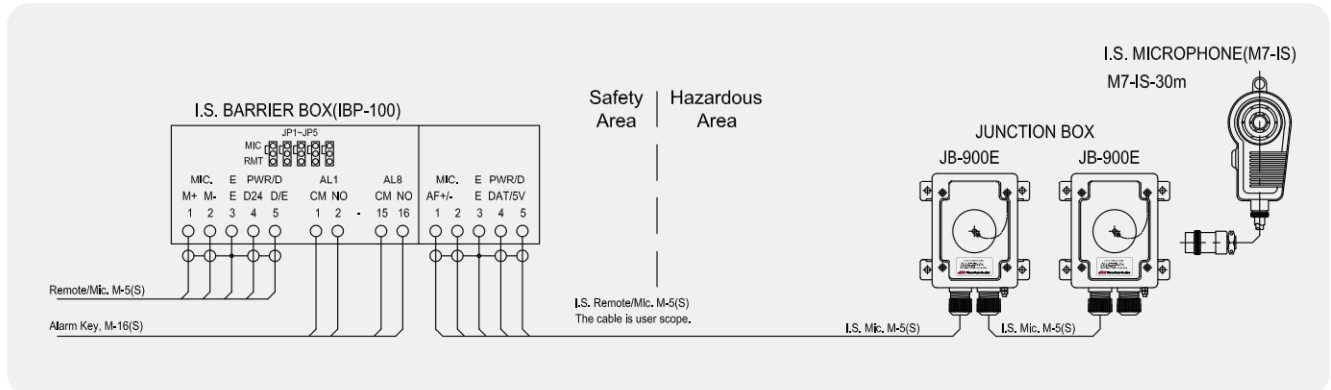 I.S. MICROPHONE(M7-IS)
M7-IS-30m
Safety Area
Hazardous Area
I.S. BARRIER BOX(IBP-100)
JP1~JP5
MIC
RMT
JUNCTION BOX
JB-900E JB-900E
MIC. E PWR/D AL1 AL8 MIC. E PWR/D
M+ M- E D24 D/E CM NO CM NO AF+/- E DAT/5V
1 2 3 4 5 1 2 - 15 16 1 2 3 4 5
Remote/Mic. M-5(S)
Alarm Key, M-16(S)
I.S. Remote/Mic. M-5(S)
The cable is user scope.
I.S. Mic. M-5(S) I.S. Mic. M-5(S)